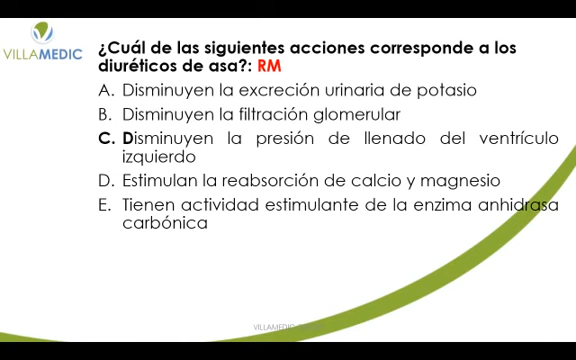 VILLAMEDIC
¿Cuál de las siguientes acciones corresponde a los
diuréticos de asa?: RM
A. Disminuyen la excreción urinaria de potasio
B. Disminuyen la filtración glomerular
C. Disminuyen la presión de llenado del ventrículo
izquierdo
D. Estimulan la reabsorción de calcio y magnesio
E. Tienen actividad estimulante de la enzima anhidrasa
carbónica
VILLAMEDIC